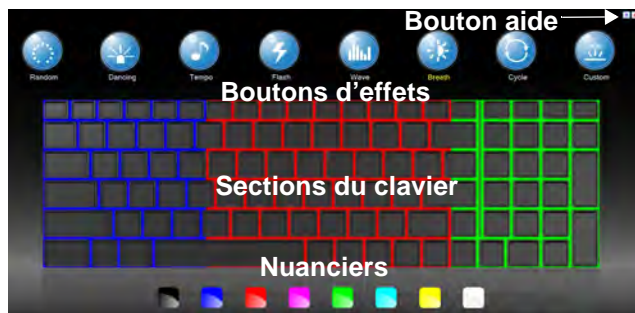 Bouton aide
Random Dancing Tempo Flash Wave Breath Cycle Custom
Boutons d’effets
Sections du clavier
Nuanciers